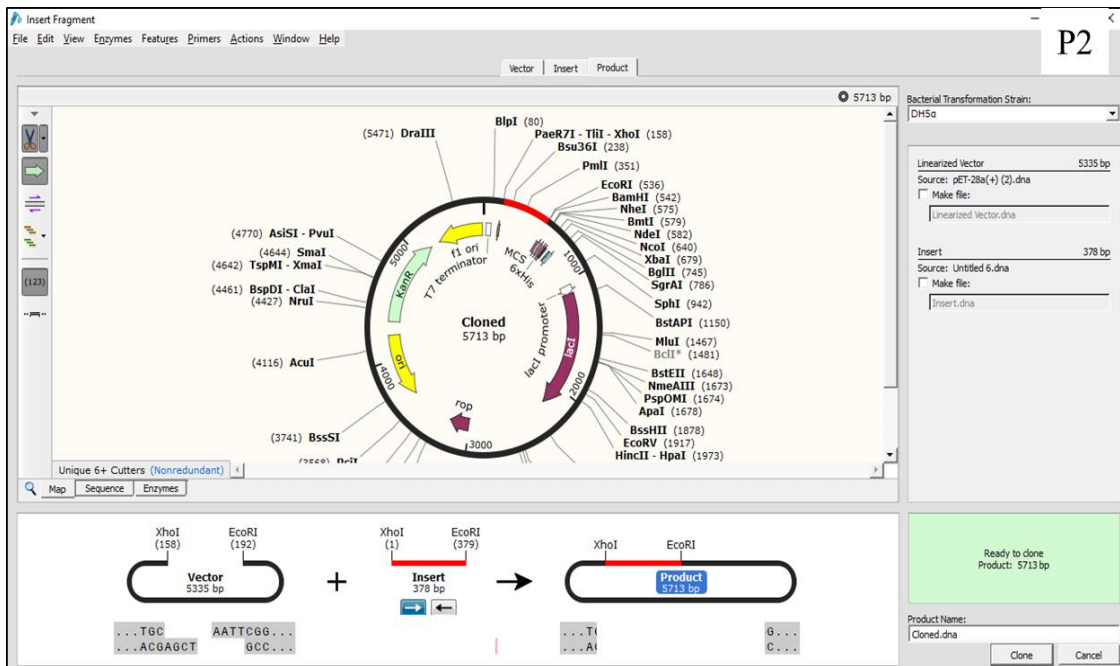 Insert Fragment
P2
File Edit View Enzymes Features Primers Actions Window Help
Vector Insert Product
5713 bp
Bacterial Transformation Strain:
DH5α
Linearized Vector 5335 bp
Source: pET-28a(+) (2).dna
Make file:
Linearized Vector.dna
Insert 378 bp
Source: Untitled 6.dna
Make file:
Insert.dna
(5471) DraIII
BlpI (80)
PaeR7I - TliI - XhoI (158)
Bsu36I (238)
PmlI (351)
EcoRI (536)
BamHI (542)
NheI (575)
BmtI (579)
NdeI (582)
NcoI (640)
XbaI (679)
BglII (745)
SgrAI (786)
SphI (942)
BstAPI (1150)
MluI (1467)
BclI* (1481)
BstEII (1648)
NmeAIII (1673)
PspOMI (1674)
ApaI (1678)
BssHII (1878)
EcoRV (1917)
HincII - HpaI (1973)
(4770) AsiSI - PvuI
(4644) SmaI
(4642) TspMI - XmaI
(4461) BspDI - ClaI
(4427) NruI
(4116) AcuI
(3741) BssSI
(3568) PciI
f1 ori
T7 terminator
MCS
6xHis
KanR
lacI promoter
lacI
ori
rop
1000
2000
3000
4000
5000
Cloned
5713 bp
(123)
Unique 6+ Cutters (Nonredundant)
Map Sequence Enzymes
XhoI EcoRI
(158) (192)
Vector
5335 bp
...TGC AATTCGG...
...ACGAGCT GCC...
+
XhoI EcoRI
(1) (379)
Insert
378 bp
XhoI EcoRI
Product
5713 bp
...T G...
...A C...
Ready to clone
Product: 5713 bp
Product Name:
Cloned.dna
Clone Cancel